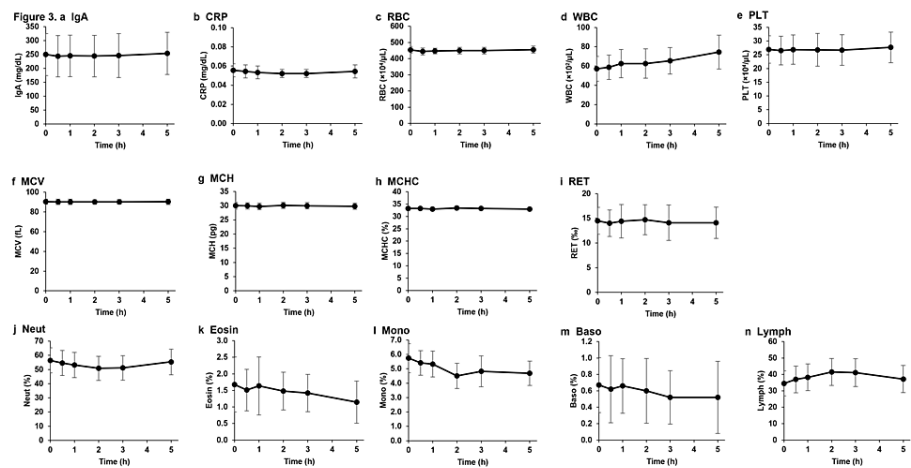 Figure 3. a IgA
b CRP
c RBC
d WBC
e PLT
IgA (mg/dL)
350
300
250
200
150
100
50
0
0 1 2 3 4 5
Time (h)
CRP (mg/dL)
0.10
0.08
0.06
0.04
0.02
0.00
0 1 2 3 4 5
Time (h)
RBC (×10⁴/μL)
600
500
400
300
200
100
0
0 1 2 3 4 5
Time (h)
WBC (×10²/μL)
100
80
60
40
20
0
0 1 2 3 4 5
Time (h)
PLT (×10⁴/μL)
35
30
25
20
15
10
5
0
0 1 2 3 4 5
Time (h)
f MCV
g MCH
h MCHC
i RET
MCV (fL)
100
80
60
40
20
0
0 1 2 3 4 5
Time (h)
MCH (pg)
35
30
25
20
15
10
5
0
0 1 2 3 4 5
Time (h)
MCHC (%)
40
30
20
10
0
0 1 2 3 4 5
Time (h)
RET (‰)
20
15
10
5
0
0 1 2 3 4 5
Time (h)
j Neut
k Eosin
l Mono
m Baso
n Lymph
Neut (%)
70
60
50
40
30
20
10
0
0 1 2 3 4 5
Time (h)
Eosin (%)
3.0
2.5
2.0
1.5
1.0
0.5
0.0
0 1 2 3 4 5
Time (h)
Mono (%)
7.0
6.0
5.0
4.0
3.0
2.0
1.0
0.0
0 1 2 3 4 5
Time (h)
Baso (%)
1.2
1.0
0.8
0.6
0.4
0.2
0.0
0 1 2 3 4 5
Time (h)
Lymph (%)
60
50
40
30
20
10
0
0 1 2 3 4 5
Time (h)